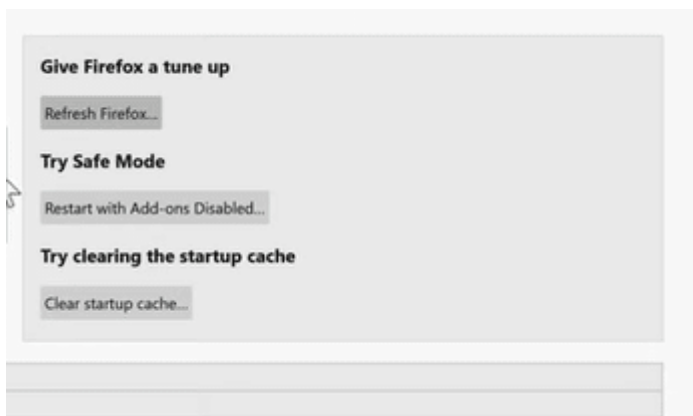 Give Firefox a tune up
Refresh Firefox...
Try Safe Mode
Restart with Add-ons Disabled...
Try clearing the startup cache
Clear startup cache...